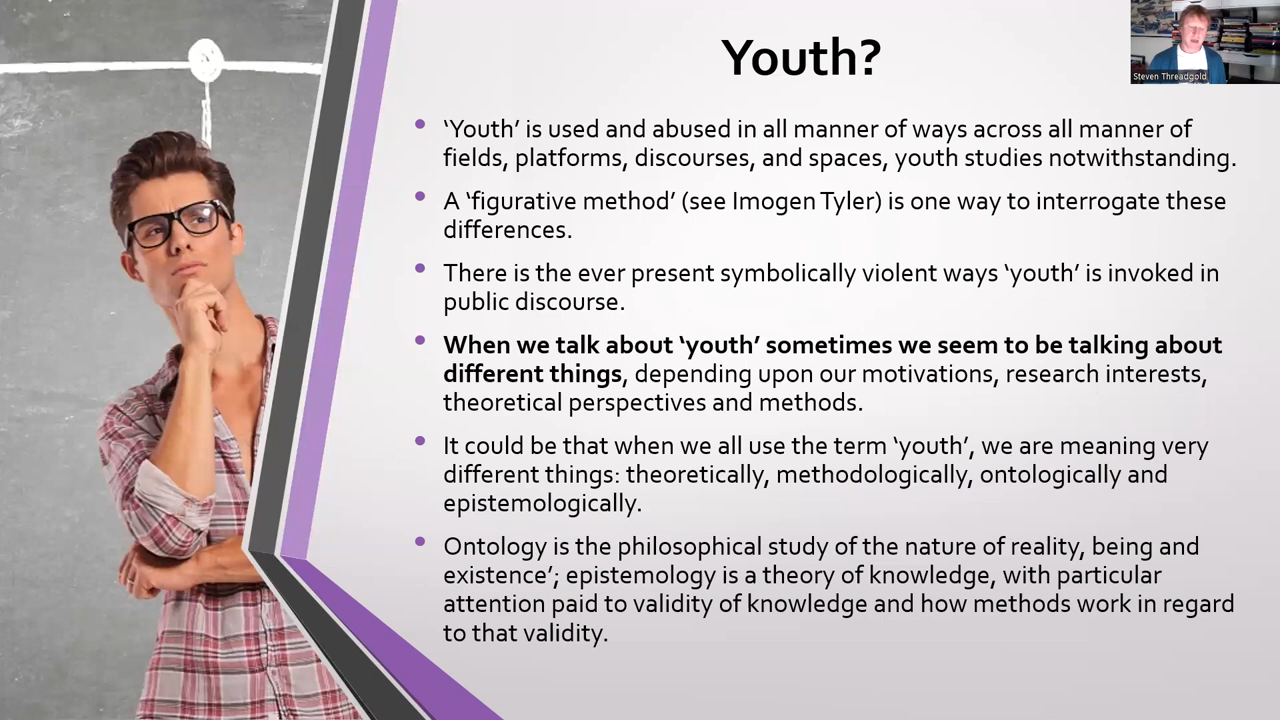 Youth?
Steven Threadgold
‘Youth’ is used and abused in all manner of ways across all manner of
fields, platforms, discourses, and spaces, youth studies notwithstanding.
A ‘figurative method’ (see Imogen Tyler) is one way to interrogate these
differences.
There is the ever present symbolically violent ways ‘youth’ is invoked in
public discourse.
When we talk about ‘youth’ sometimes we seem to be talking about
different things, depending upon our motivations, research interests,
theoretical perspectives and methods.
It could be that when we all use the term ‘youth’, we are meaning very
different things: theoretically, methodologically, ontologically and
epistemologically.
Ontology is the philosophical study of the nature of reality, being and
existence’; epistemology is a theory of knowledge, with particular
attention paid to validity of knowledge and how methods work in regard
to that validity.